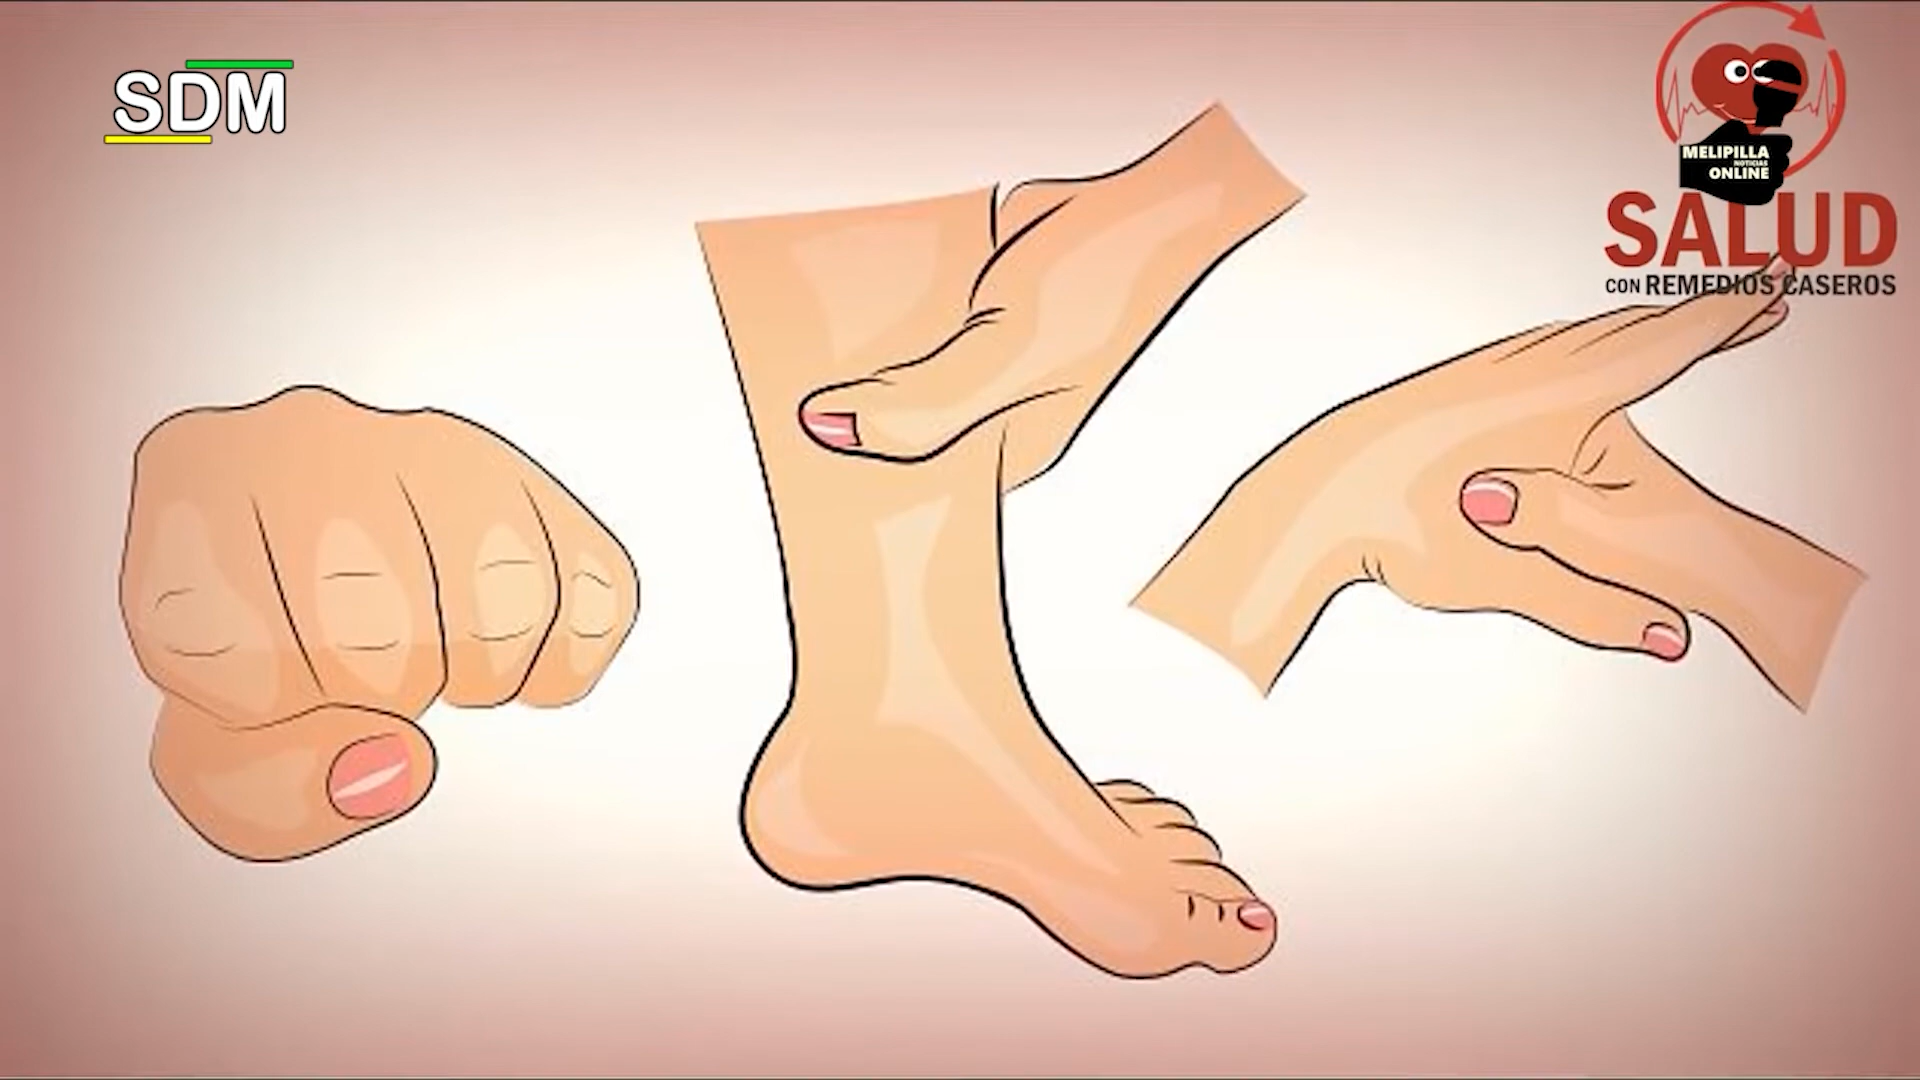 SDM
MELIPILLA
NOTICIAS
ONLINE
SALUD
CON REMEDIOS CASEROS